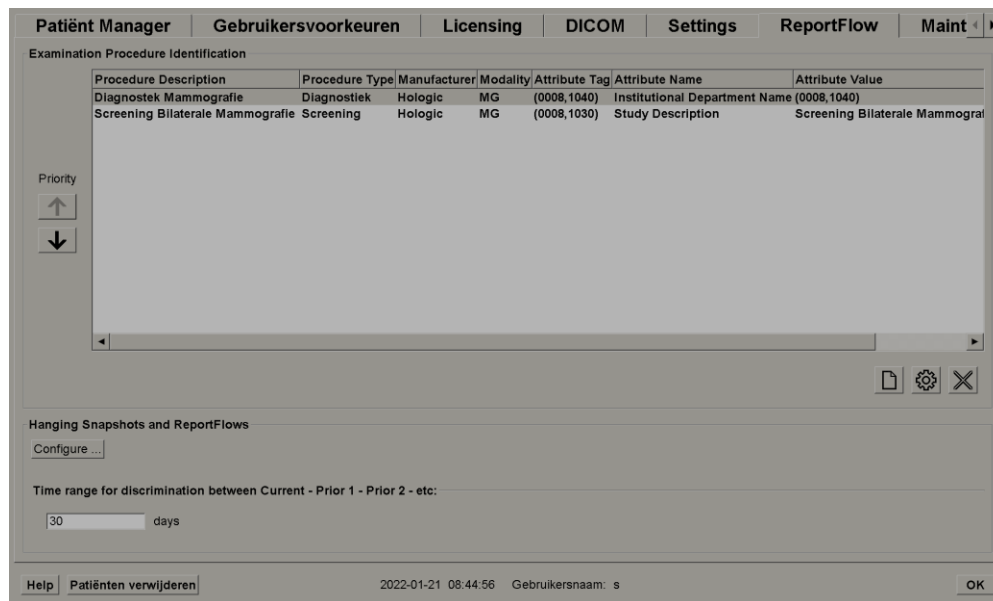 Patiënt Manager Gebruikersvoorkeuren Licensing DICOM Settings ReportFlow Maint
Examination Procedure Identification
Procedure Description Procedure Type Manufacturer Modality Attribute Tag Attribute Name Attribute Value
Diagnostek Mammografie Diagnostiek Hologic MG (0008,1040) Institutional Department Name (0008,1040)
Screening Bilaterale Mammografie Screening Hologic MG (0008,1030) Study Description Screening Bilaterale Mammograf
Priority
Hanging Snapshots and ReportFlows
Configure ...
Time range for discrimination between Current - Prior 1 - Prior 2 - etc:
30 days
Help Patiënten verwijderen 2022-01-21 08:44:56 Gebruikersnaam: s OK